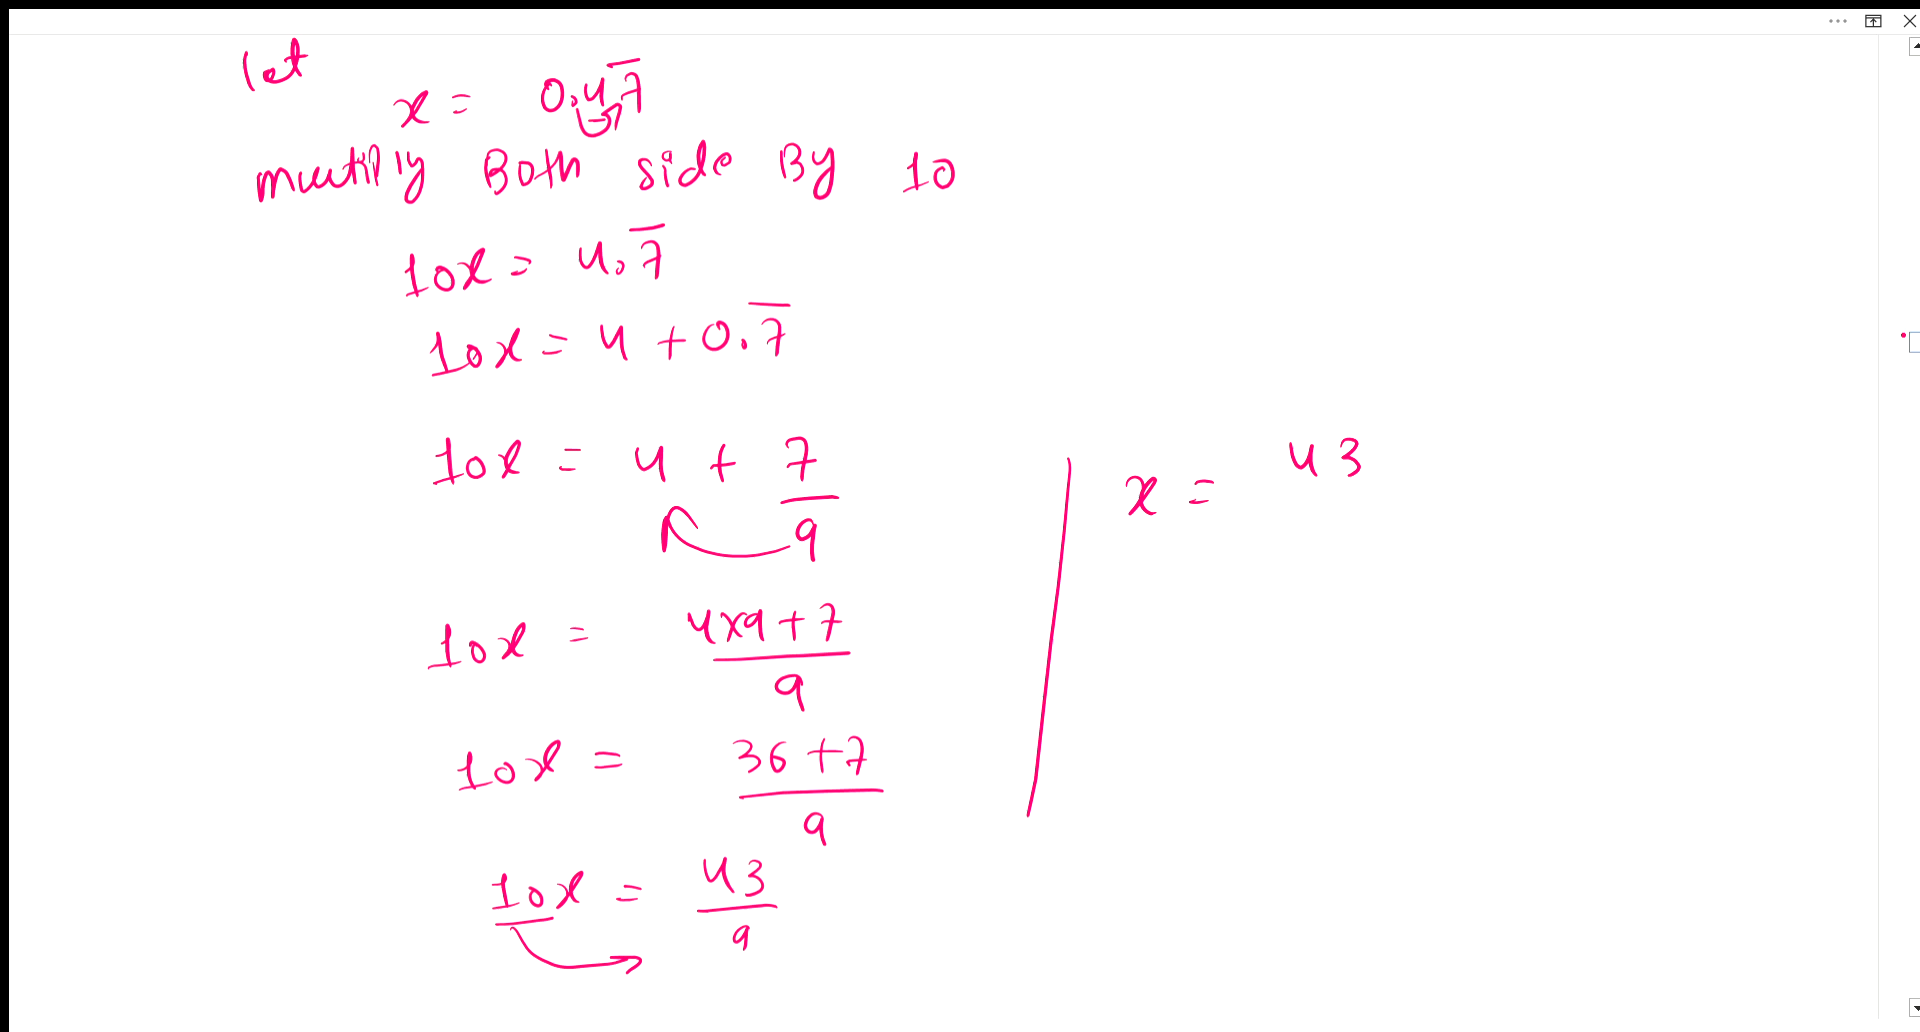 let
x = 0.47̅
mutiply Both side By 10
10x = 4.7̅
10x = 4 + 0.7̅
10x = 4 + 7/9
10x = 4x9+7/9
10x = 36+7/9
10x = 43/9
x = 43